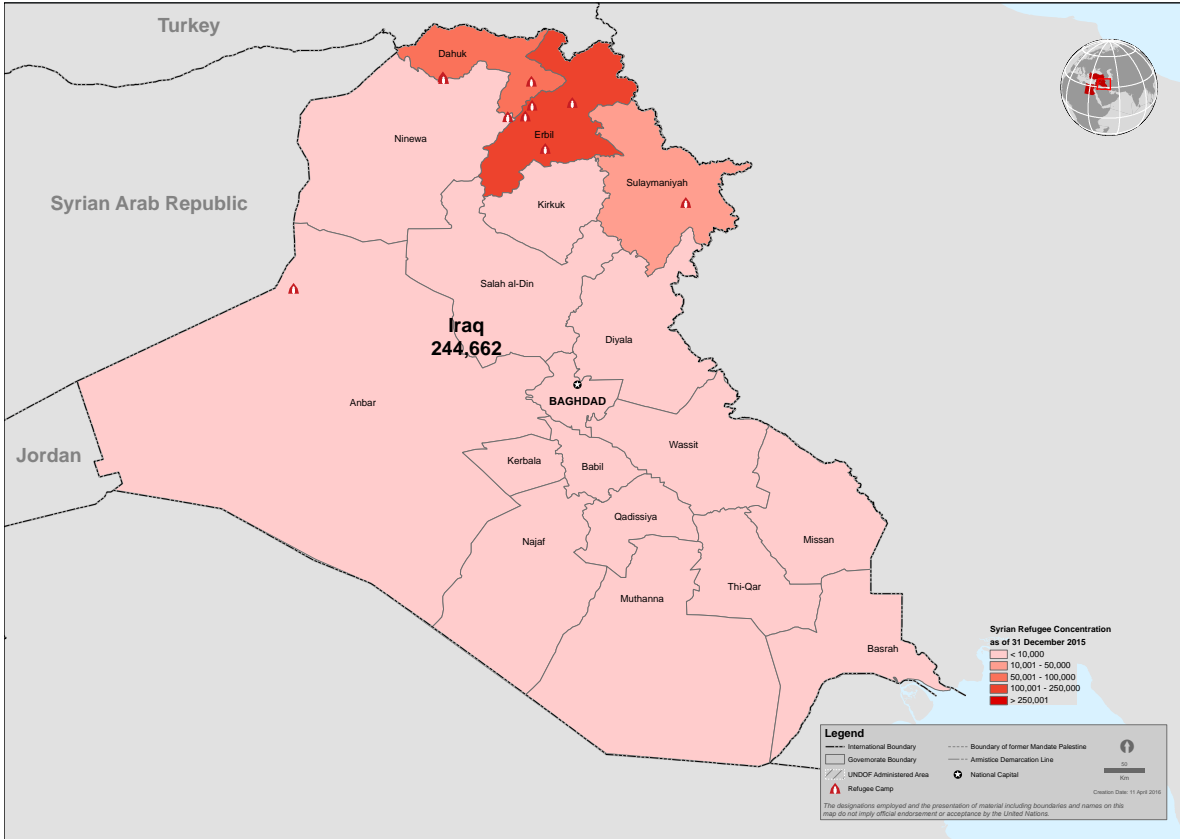 Turkey
Dahuk
Ninewa
Erbil
Syrian Arab Republic
Sulaymaniyah
Kirkuk
Salah al-Din
Iraq
244,662
Diyala
Anbar
BAGHDAD
Jordan
Wassit
Kerbala
Babil
Qadissiya
Najaf
Missan
Thi-Qar
Muthanna
Basrah
Syrian Refugee Concentration
as of 31 December 2015
< 10,000
10,001 - 50,000
50,001 - 100,000
100,001 - 250,000
> 250,001
Legend
International Boundary
Governorate Boundary
UNDOF Administered Area
Refugee Camp
Boundary of former Mandate Palestine
Armistice Demarcation Line
National Capital
50
Km
Creation Date: 11 April 2016
The designations employed and the presentation of material including boundaries and names on this
map do not imply official endorsement or acceptance by the United Nations.